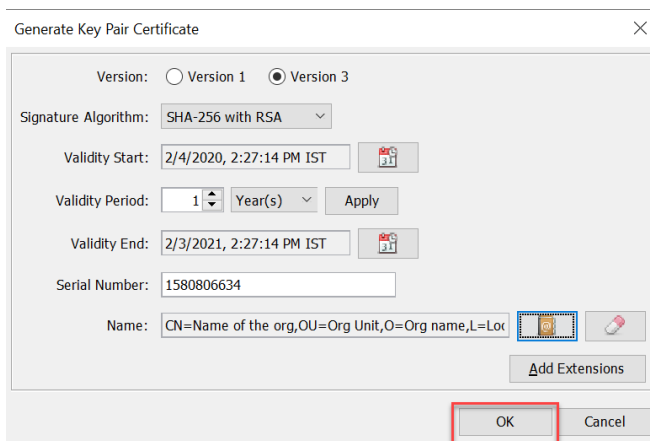 Generate Key Pair Certificate
Version: Version 1 Version 3
Signature Algorithm: SHA-256 with RSA
Validity Start: 2/4/2020, 2:27:14 PM IST
Validity Period: 1 Year(s) Apply
Validity End: 2/3/2021, 2:27:14 PM IST
Serial Number: 1580806634
Name: CN=Name of the org,OU=Org Unit,O=Org name,L=Loc
Add Extensions
OK Cancel